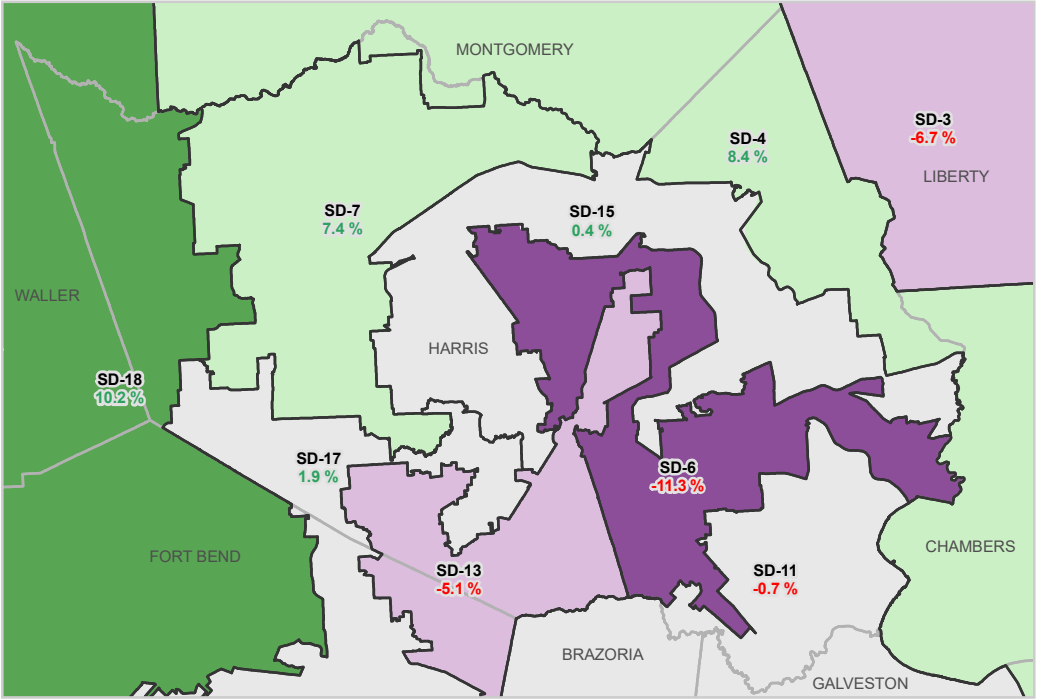 MONTGOMERY
SD-3
-6.7 %
SD-4
8.4 %
LIBERTY
SD-7
7.4 %
SD-15
0.4 %
WALLER
HARRIS
SD-18
10.2 %
SD-17
1.9 %
SD-6
-11.3 %
FORT BEND
CHAMBERS
SD-13
-5.1 %
SD-11
-0.7 %
BRAZORIA
GALVESTON